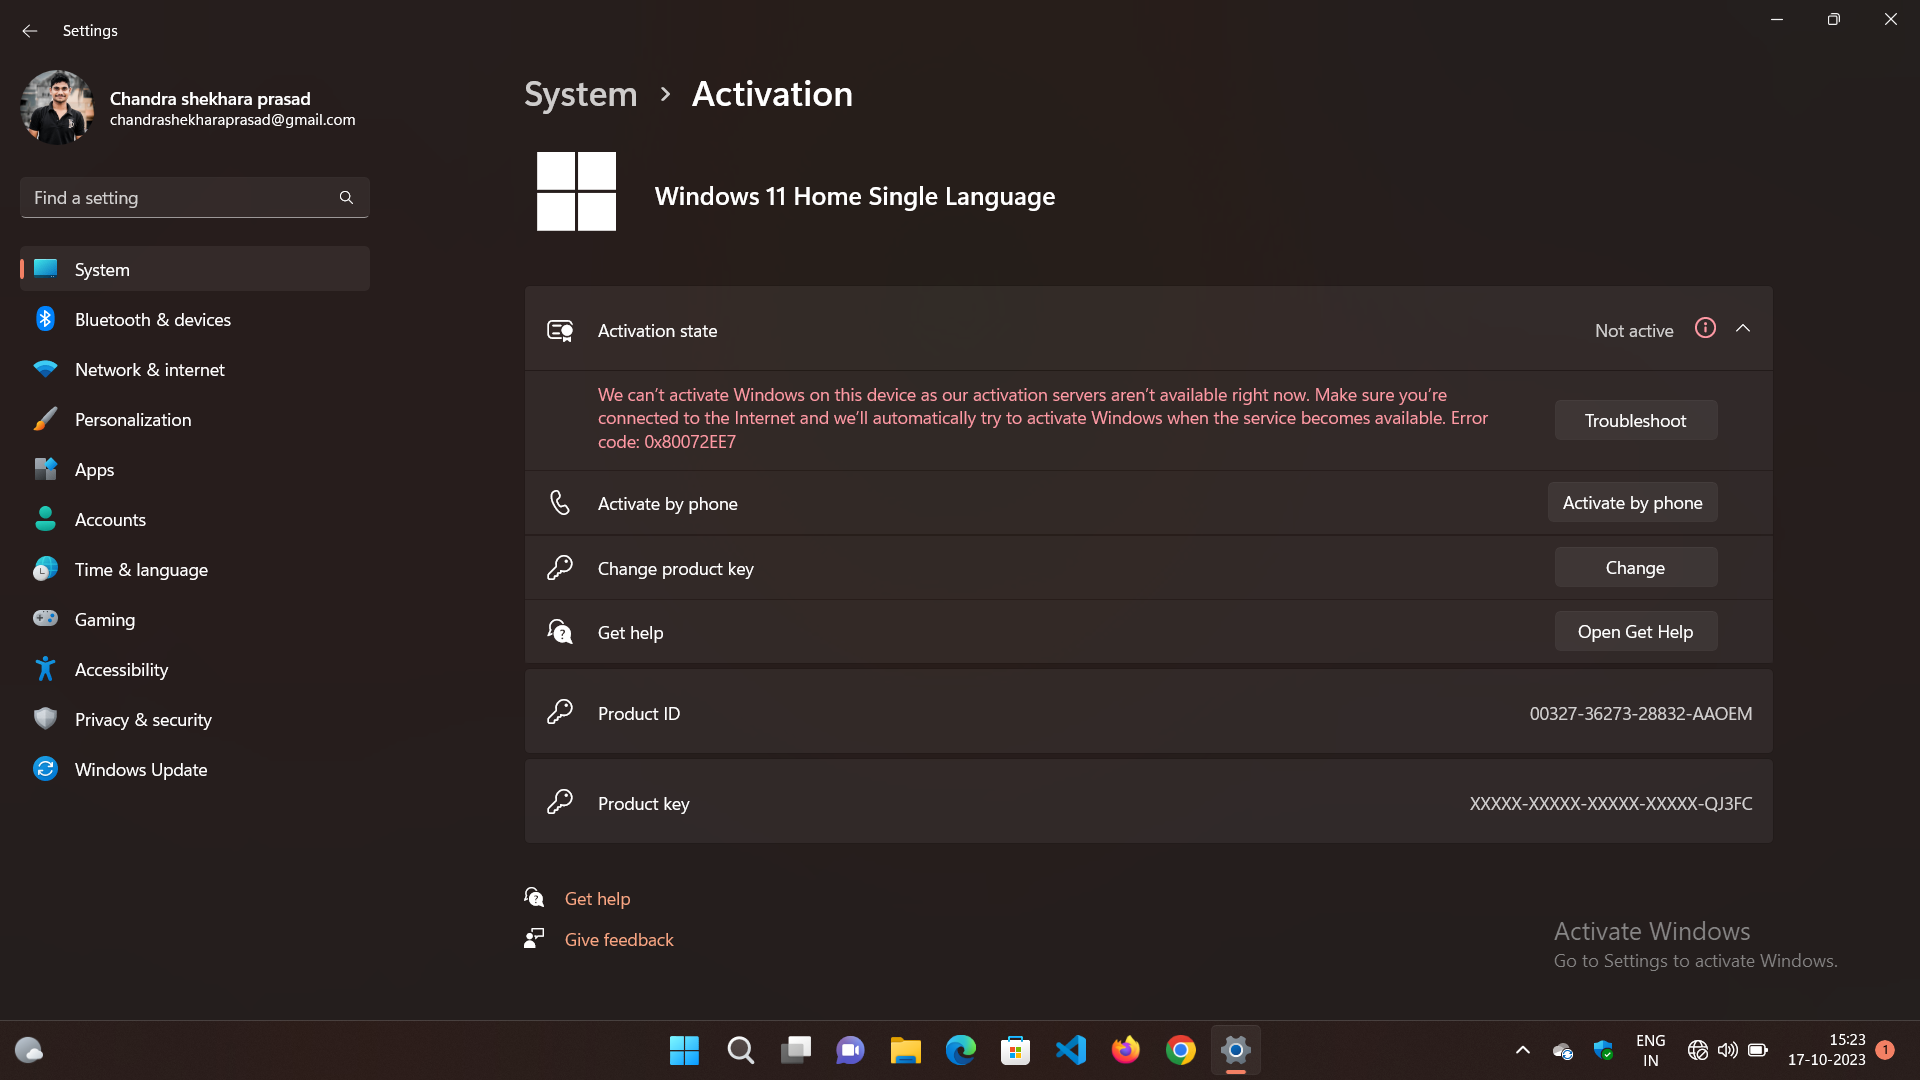 Settings
Chandra shekhara prasad
chandrashekharaprasad@gmail.com
Find a setting
System
Bluetooth & devices
Network & internet
Personalization
Apps
Accounts
Time & language
Gaming
Accessibility
Privacy & security
Windows Update
System > Activation
Windows 11 Home Single Language
Activation state
Not active
We can't activate Windows on this device as our activation servers aren't available right now. Make sure you're
connected to the Internet and we'll automatically try to activate Windows when the service becomes available. Error
code: 0x80072EE7
Troubleshoot
Activate by phone
Activate by phone
Change product key
Change
Get help
Open Get Help
Product ID
00327-36273-28832-AAOEM
Product key
XXXXX-XXXXX-XXXXX-XXXXX-QJ3FC
Get help
Give feedback
Activate Windows
Go to Settings to activate Windows.
ENG
IN
15:23
17-10-2023
1